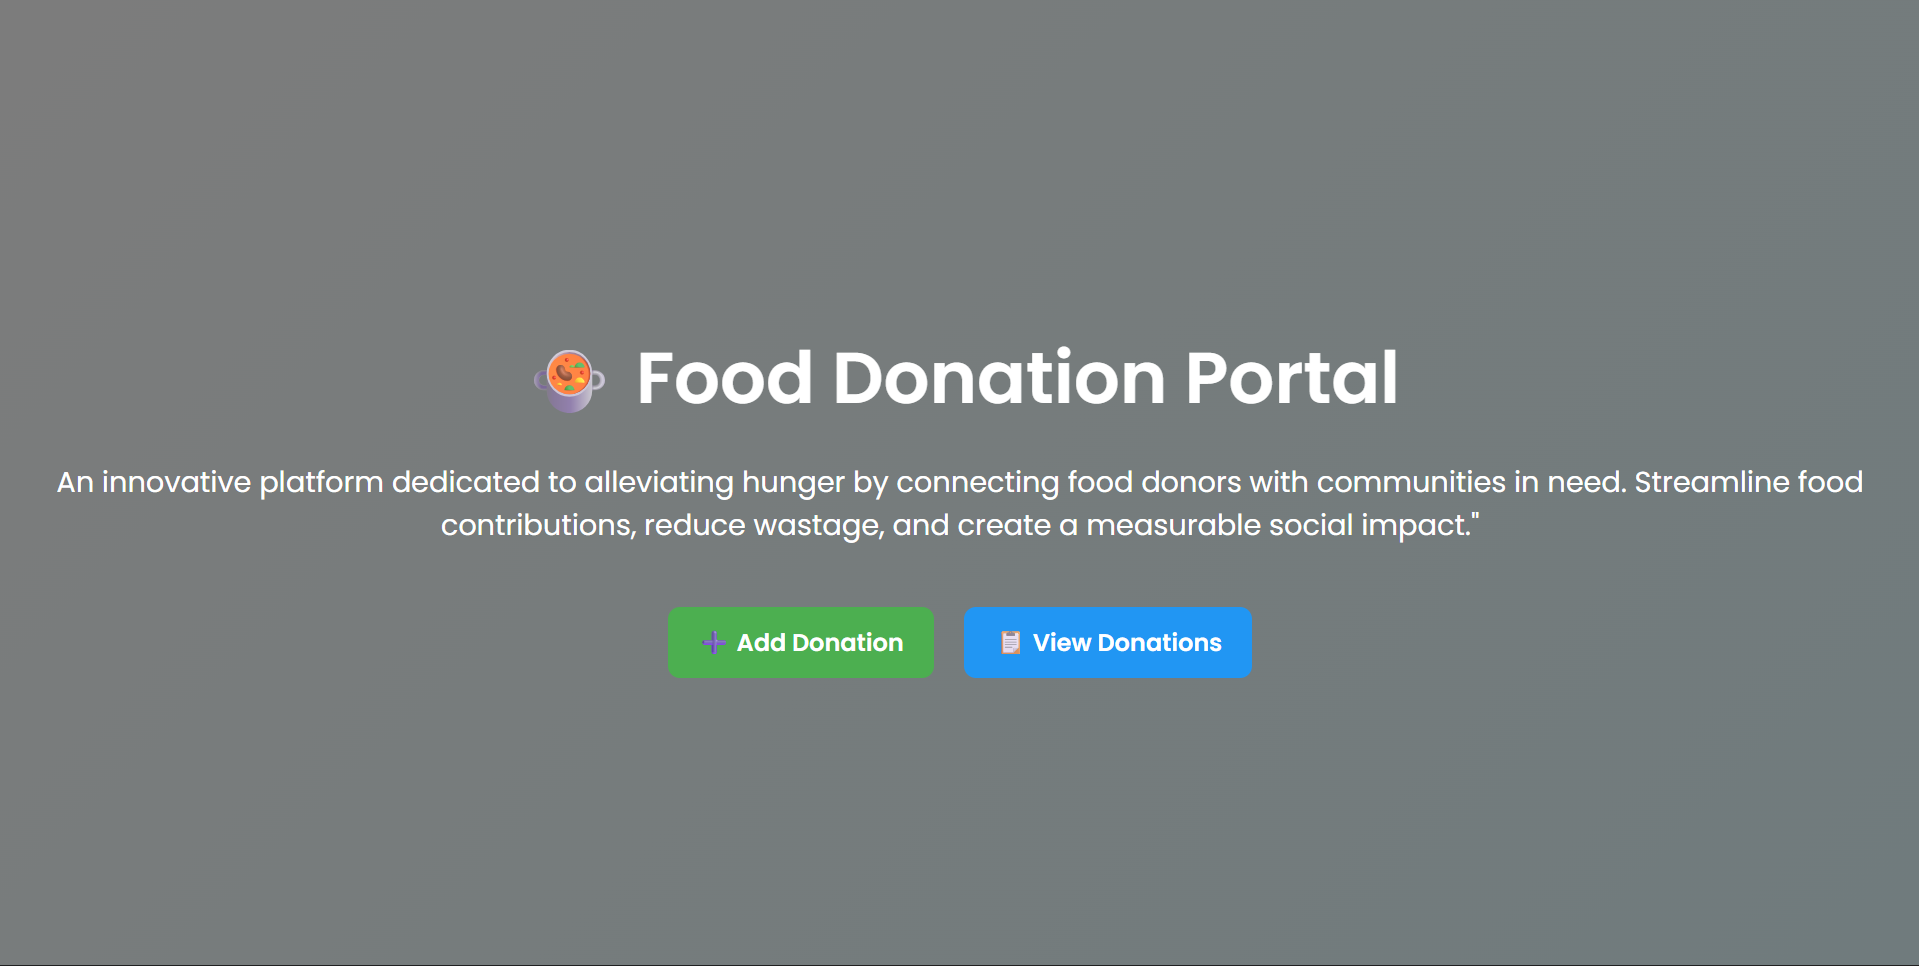 Food Donation Portal
An innovative platform dedicated to alleviating hunger by connecting food donors with communities in need. Streamline food
contributions, reduce wastage, and create a measurable social impact."
Add Donation
View Donations